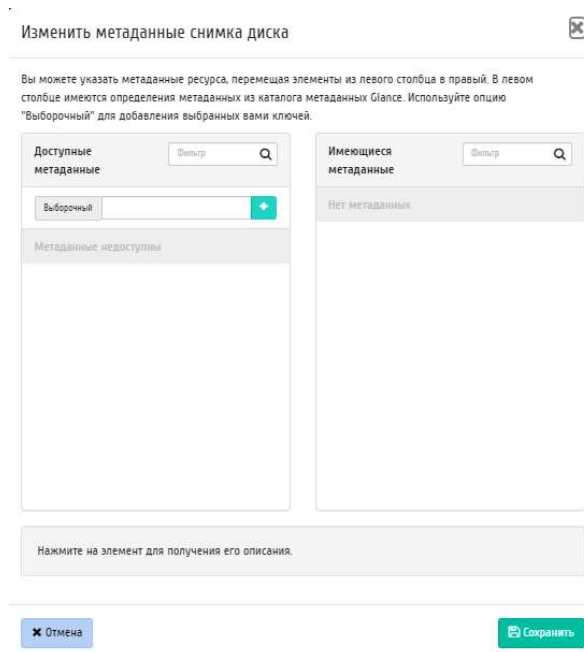 Изменить метаданные снимка диска
Вы можете указать метаданные ресурса, перемещая элементы из левого столбца в правый. В левом
столбце имеются определения метаданных из каталога метаданных Glance. Используйте опцию
"Выборочный" для добавления выбранных вами ключей.
Доступные
метаданные
Фильтр
Выборочный
Метаданные недоступны
Имеющиеся
метаданные
Фильтр
Нет метаданных
Нажмите на элемент для получения его описания.
Отмена
Сохранить